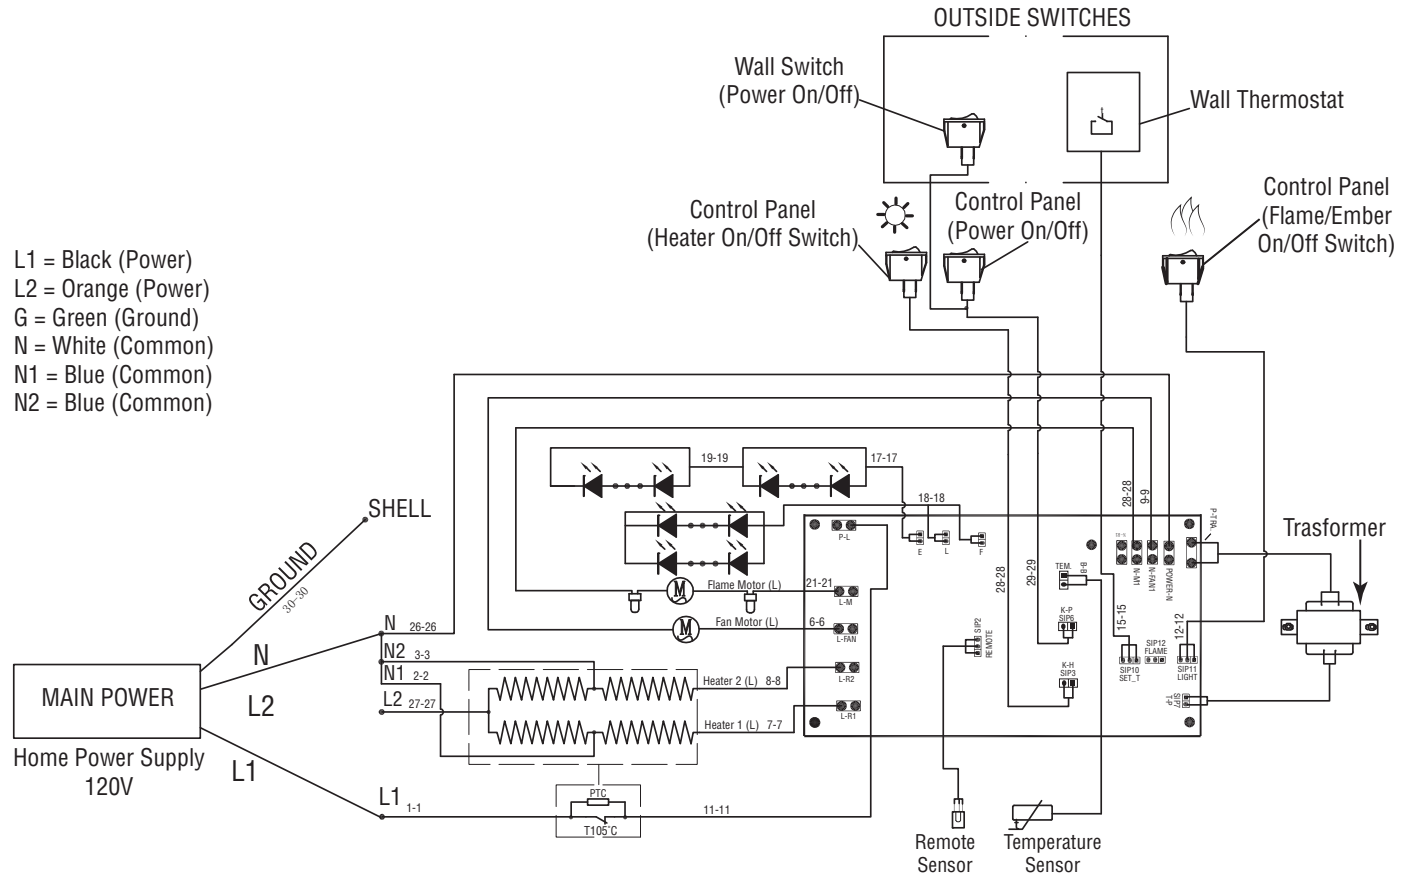 OUTSIDE SWITCHES
Wall Switch
(Power On/Off)
Wall Thermostat
Control Panel
(Heater On/Off Switch)
Control Panel
(Power On/Off)
Control Panel
(Flame/Ember
On/Off Switch)
L1 = Black (Power)
L2 = Orange (Power)
G = Green (Ground)
N = White (Common)
N1 = Blue (Common)
N2 = Blue (Common)
19-19
17-17
18-18
28-28
9-9
P-TRA.
SHELL
GROUND
30-30
P-L
E
L
F
N-M1
N-FAN1
POWER-N
Trasformer
TEM.
B-B
28-28
29-29
Flame Motor (L)
21-21
L-M
M
Fan Motor (L)
6-6
L-FAN
M
K-P
SIP6
15-15
12-12
SIP2
REMOTE
SIP12
FLAME
SIP10
SET_T
SIP11
LIGHT
K-H
SIP3
SIP7
T-P
N
26-26
N2
3-3
N1
2-2
L2
27-27
N
L2
L1
MAIN POWER
Home Power Supply
120V
Heater 2 (L)
8-8
L-R2
Heater 1 (L)
7-7
L-R1
L1
1-1
PTC
T105°C
11-11
Remote
Sensor
Temperature
Sensor